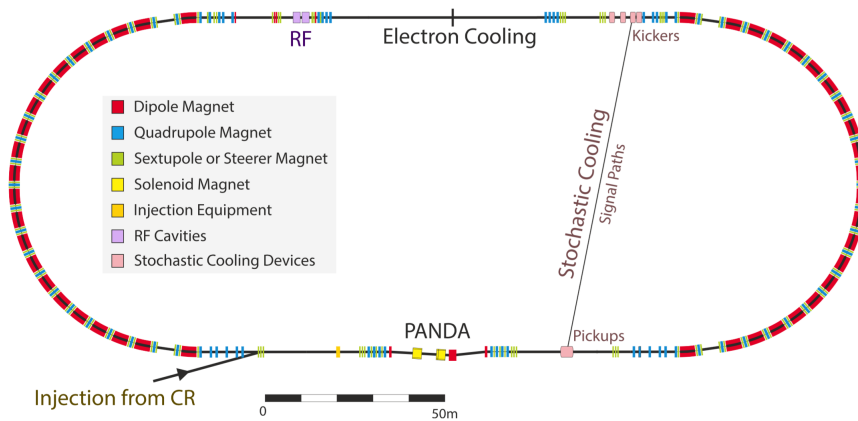 RF
Electron Cooling
Kickers
Dipole Magnet
Quadrupole Magnet
Sextupole or Steerer Magnet
Solenoid Magnet
Injection Equipment
RF Cavities
Stochastic Cooling Devices
Stochastic Cooling
Signal Paths
PANDA
Pickups
Injection from CR
0
50m